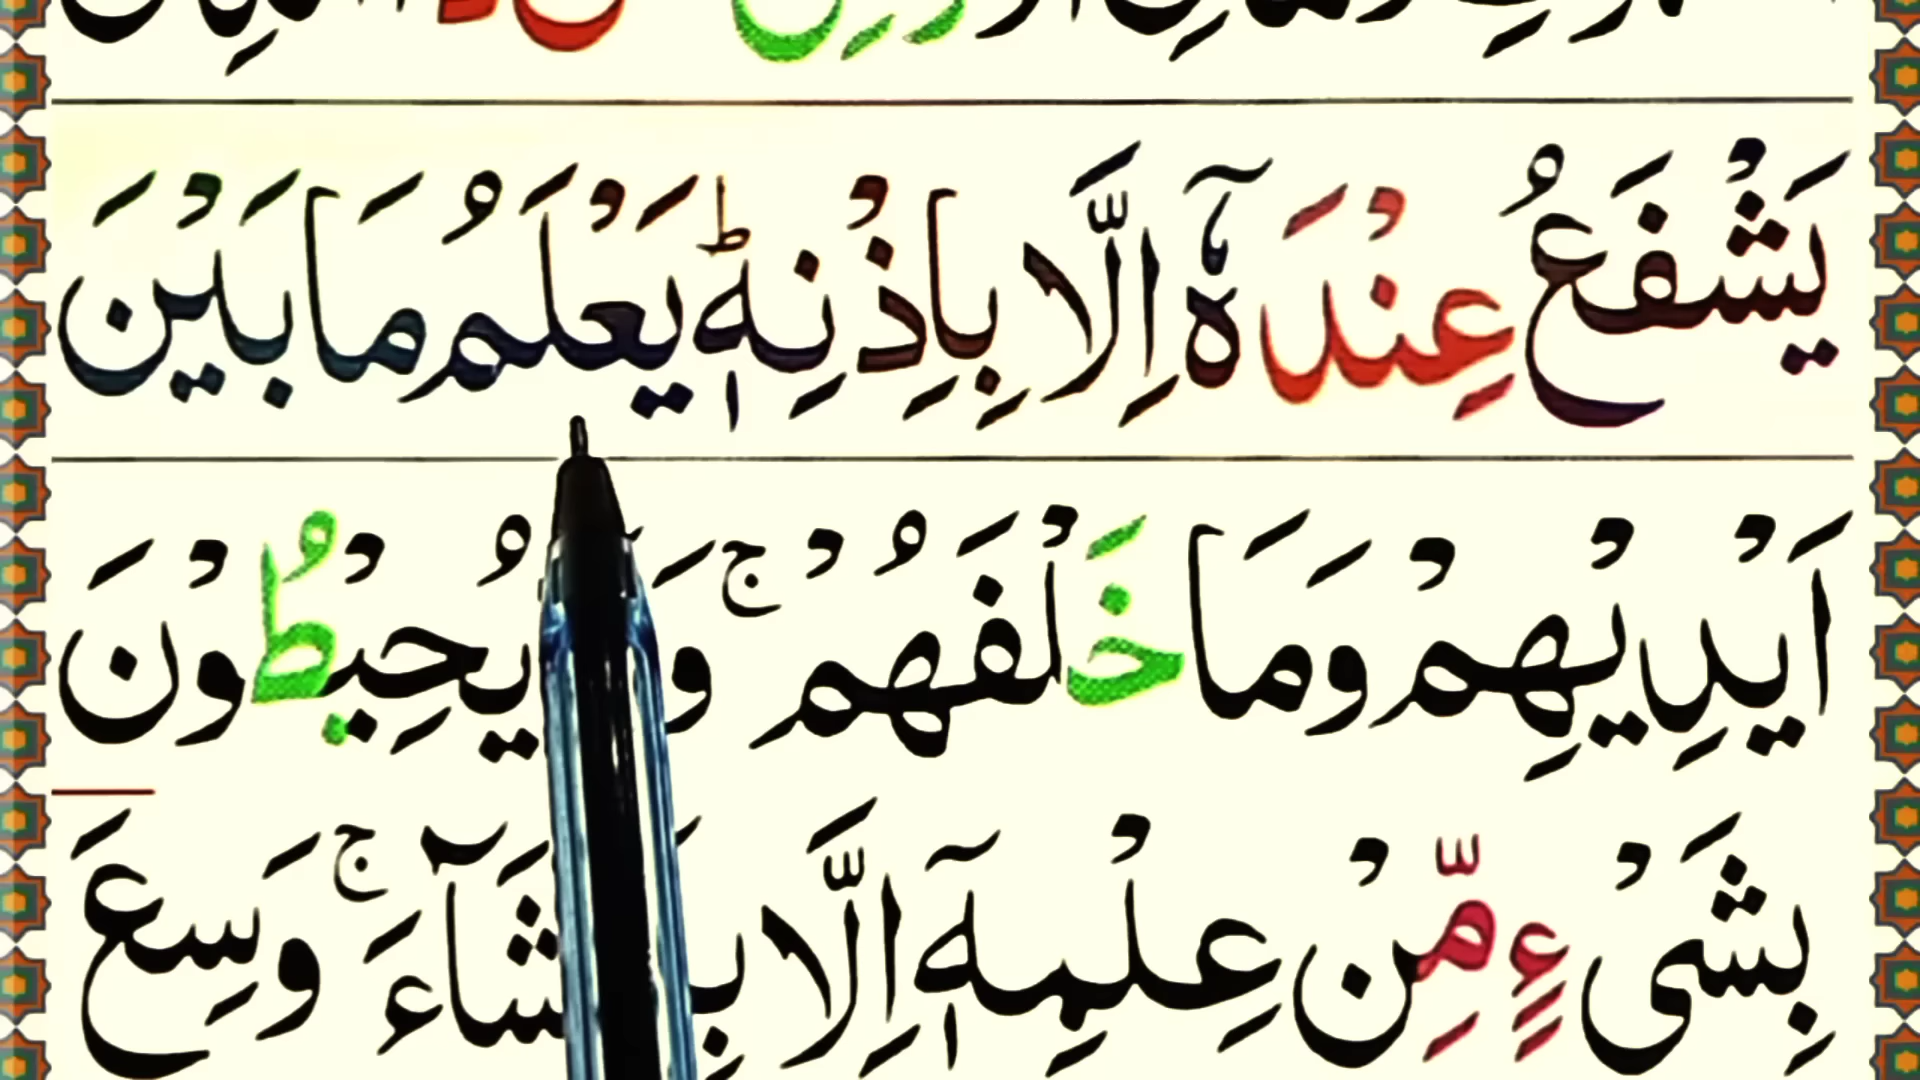 یَشْفَعُ عِنْدَہٗۤ اِلَّا بِاِذْنِہٖ ؕ یَعْلَمُ مَا بَیْنَ
اَیْدِیْہِمْ وَمَا خَلْفَہُمْ ۚ وَ یُحِیْطُوْنَ
بِشَیْءٍ مِّنْ عِلْمِہٖۤ اِلَّا شَآءَ ۚ وَسِعَ